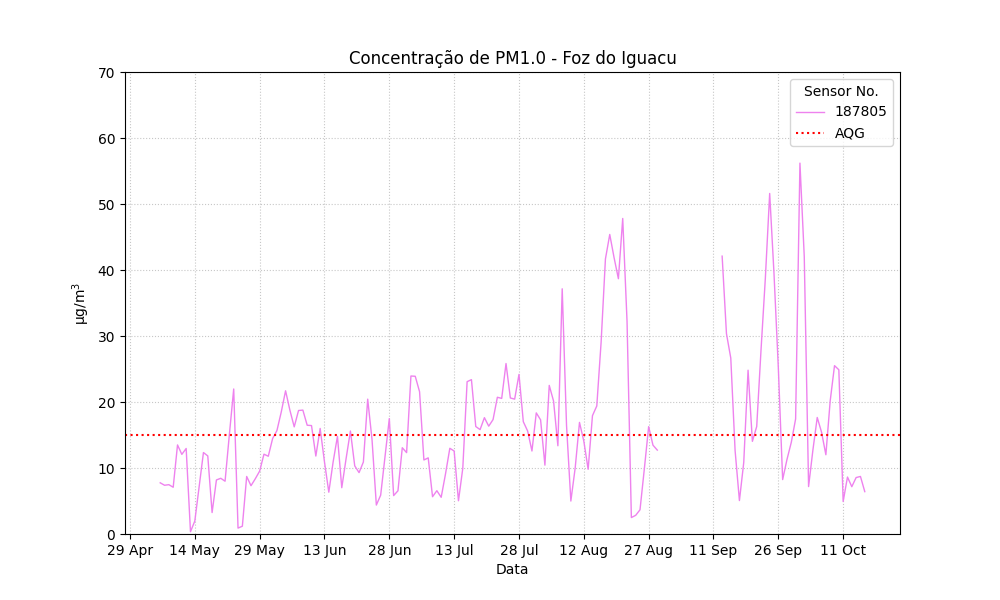 Concentração de PM1.0 - Foz do Iguacu
70
60
50
40
30
20
10
0
µg/m³
Sensor No.
187805
AQG
29 Apr 14 May 29 May 13 Jun 28 Jun 13 Jul 28 Jul 12 Aug 27 Aug 11 Sep 26 Sep 11 Oct
Data